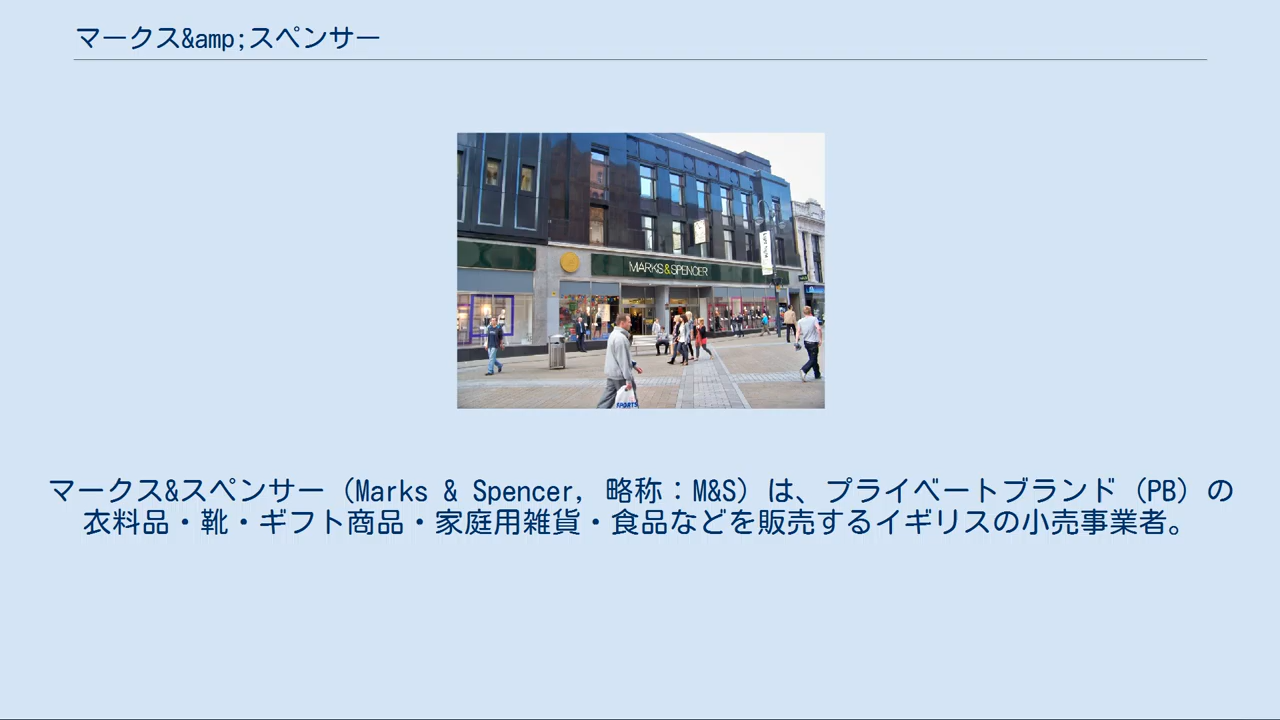 マークス&amp;スペンサー
MARKS&SPENCER
SPORTS
マークス&スペンサー（Marks & Spencer, 略称：M&S）は、プライベートブランド（PB）の
衣料品・靴・ギフト商品・家庭用雑貨・食品などを販売するイギリスの小売事業者。